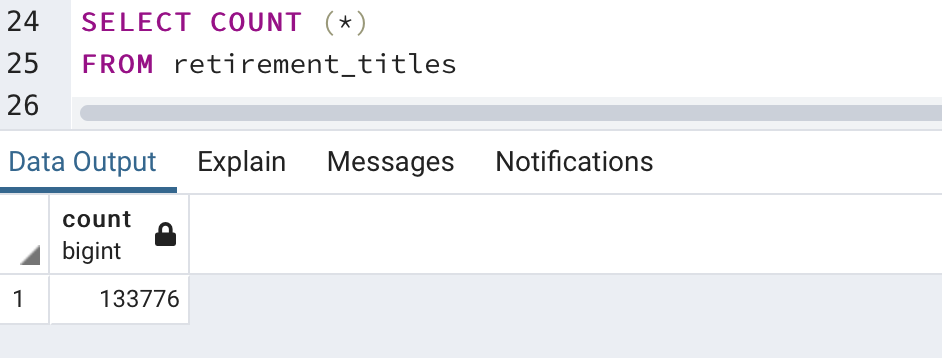 24 SELECT COUNT (*)
25 FROM retirement_titles
26
Data Output Explain Messages Notifications
count
bigint
1 133776